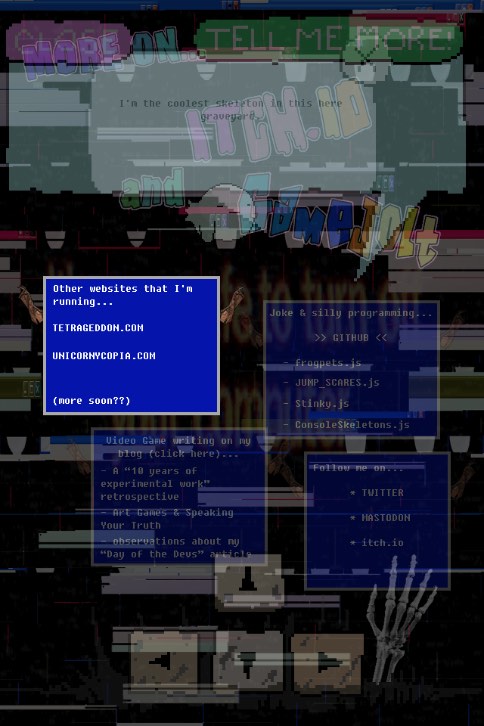 MORE ON...
TELL ME MORE!
I'm the coolest skeleton in this here
graveyard.
ITCH.IO
and GameJolt
Other websites that I'm
running...
TETRAGEDDON.COM
UNICORNYCOPIA.COM
(more soon??)
Joke & silly programming...
>> GITHUB <<
- frogpets.js
- JUMP_SCARES.js
- Stinky.js
- ConsoleSkeletons.js
Video Game writing on my
blog (click here)...
- A "10 years of
experimental work"
retrospective
- Art Games & Speaking
Your Truth
- observations about my
"Day of the Devs" article
Follow me on...
* TWITTER
* MASTODON
* itch.io